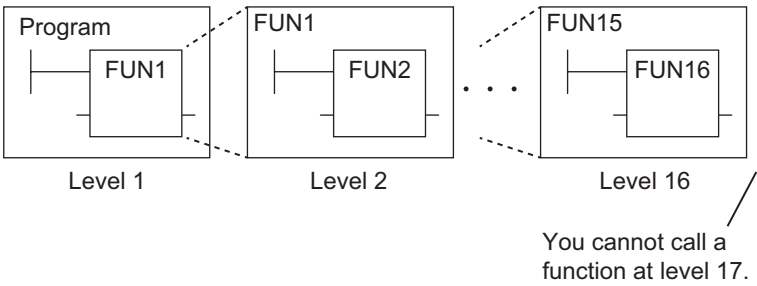 Program
FUN1
FUN1
FUN2
. . .
FUN15
FUN16
Level 1
Level 2
Level 16
You cannot call a
function at level 17.